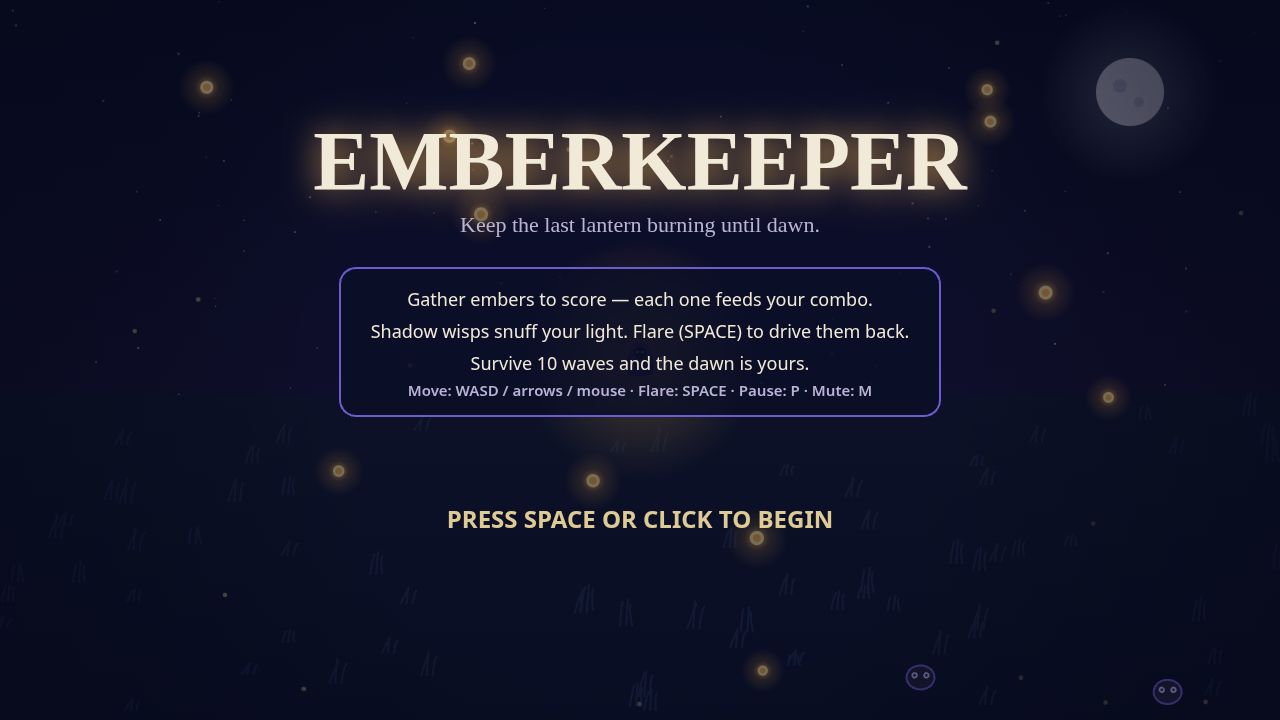 EMBERKEEPER
Keep the last lantern burning until dawn.
Gather embers to score — each one feeds your combo.
Shadow wisps snuff your light. Flare (SPACE) to drive them back.
Survive 10 waves and the dawn is yours.
Move: WASD / arrows / mouse · Flare: SPACE · Pause: P · Mute: M
PRESS SPACE OR CLICK TO BEGIN